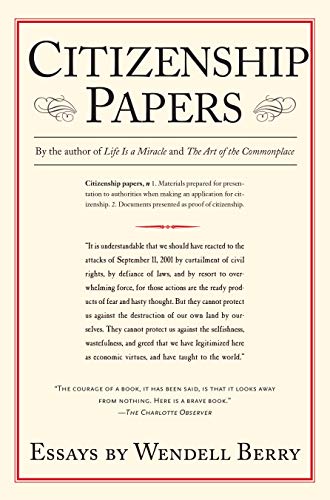 CITIZENSHIP
PAPERS
By the author of Life Is a Miracle and The Art of the Commonplace
Citizenship papers, n 1. Materials prepared for presen-
tation to authorities when making an application for cit-
izenship. 2. Documents presented as proof of citizenship.
"It is understandable that we should have reacted to the
attacks of September 11, 2001 by curtailment of civil
rights, by defiance of laws, and by resort to over-
whelming force, for those actions are the ready prod-
ucts of fear and hasty thought. But they cannot protect
us against the destruction of our own land by our-
selves. They cannot protect us against the selfishness,
wastefulness, and greed that we have legitimized here
as economic virtues, and have taught to the world."
"The courage of a book, it has been said, is that it looks away
from nothing. Here is a brave book."
—The Charlotte Observer
Essays by Wendell Berry